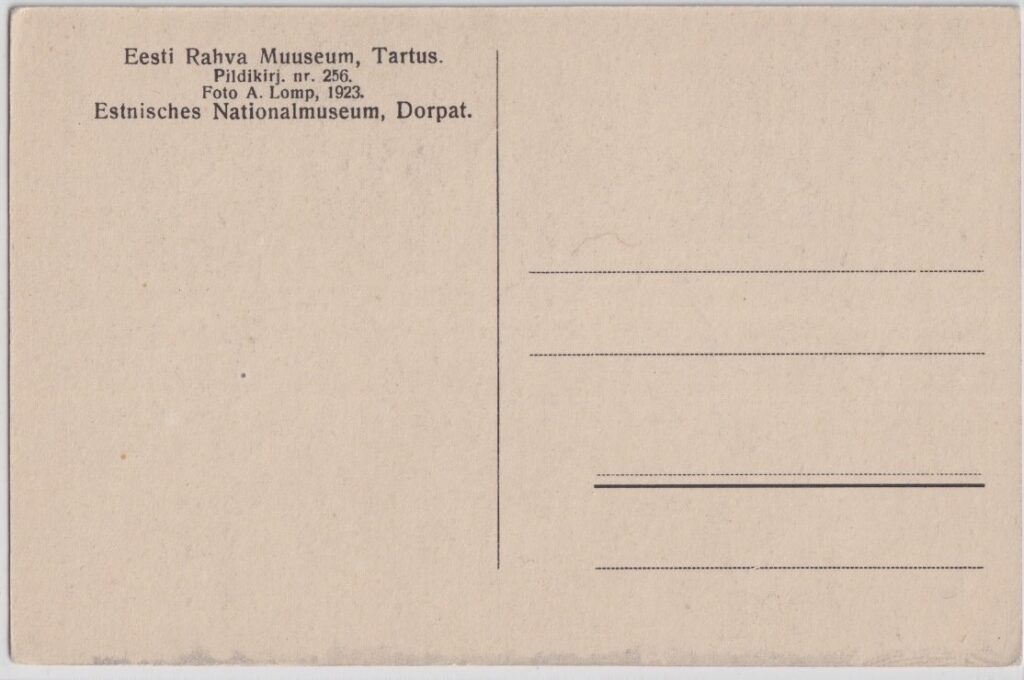 Eesti Rahva Muuseum, Tartus.
Pildikirj. nr. 256.
Foto A. Lomp, 1923.
Estnisches Nationalmuseum, Dorpat.